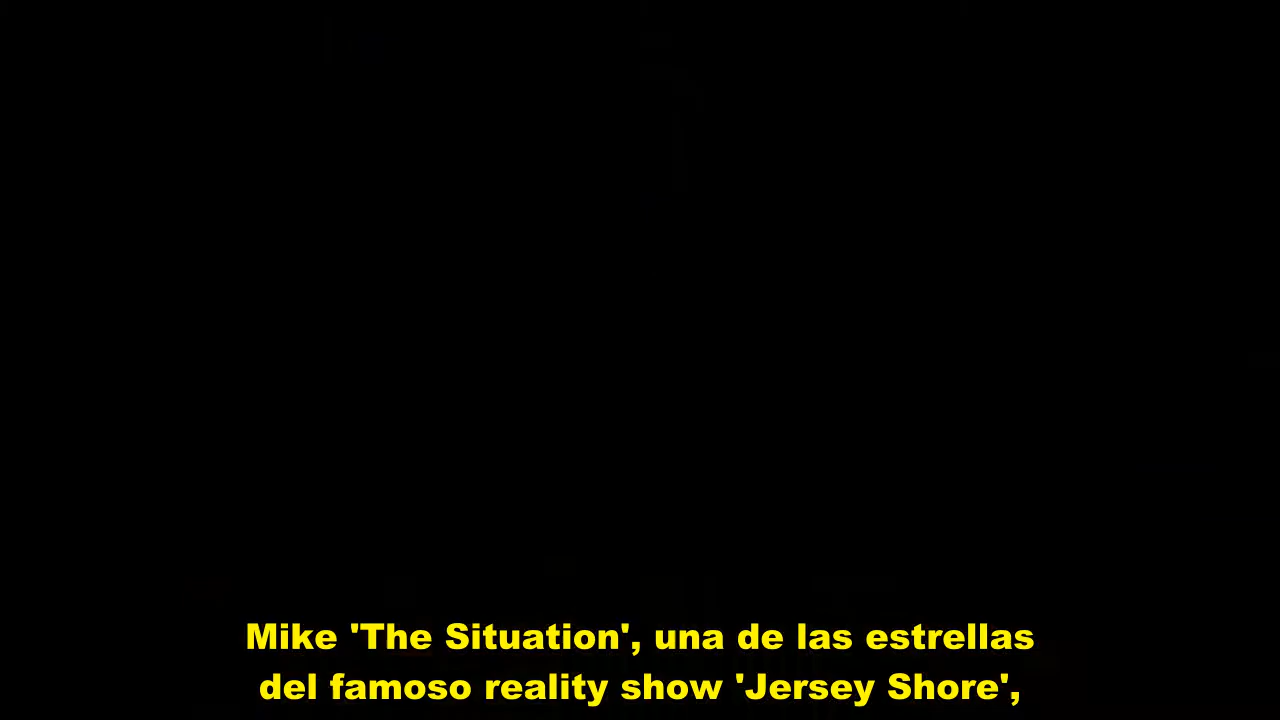 Mike 'The Situation', una de las estrellas
del famoso reality show 'Jersey Shore',